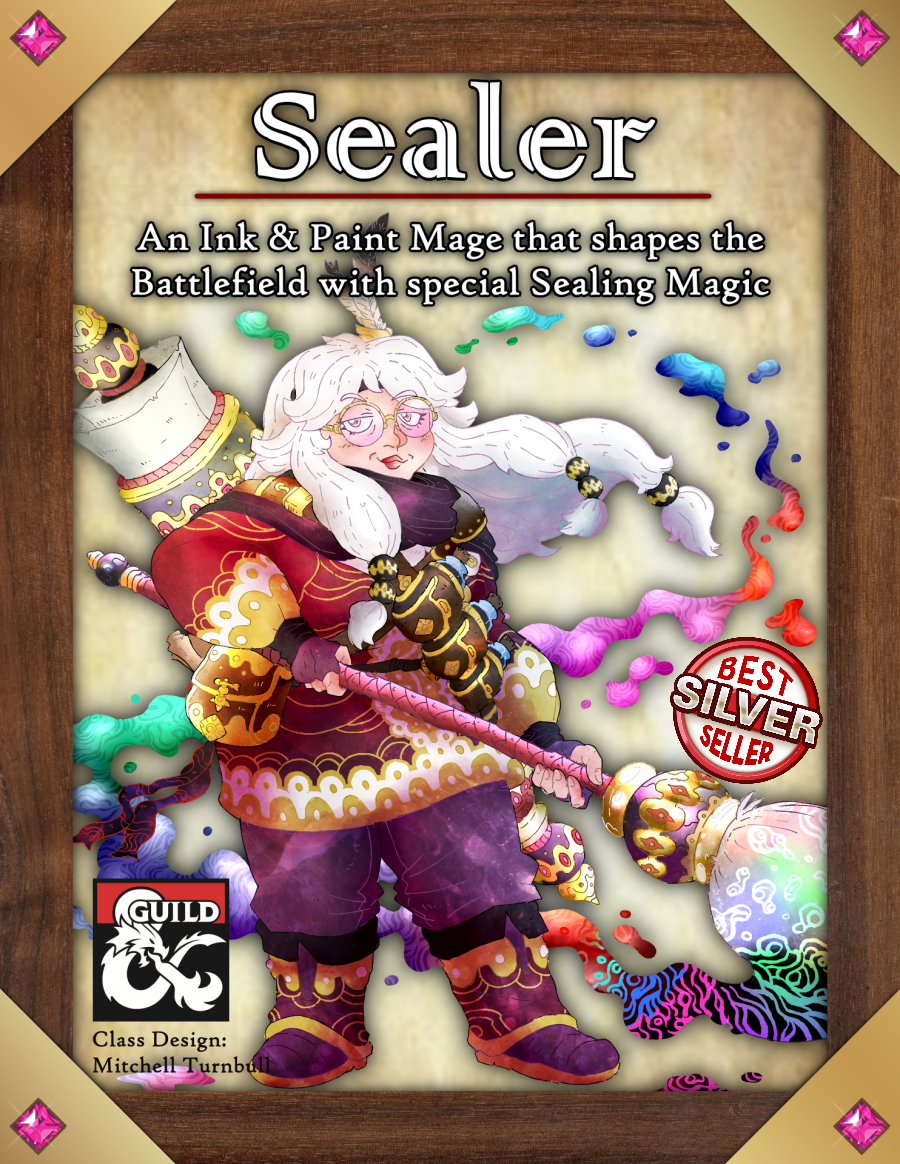 Sealer
An Ink & Paint Mage that shapes the
Battlefield with special Sealing Magic
BEST
SILVER
SELLER
GUILD
Class Design:
Mitchell Turnbull